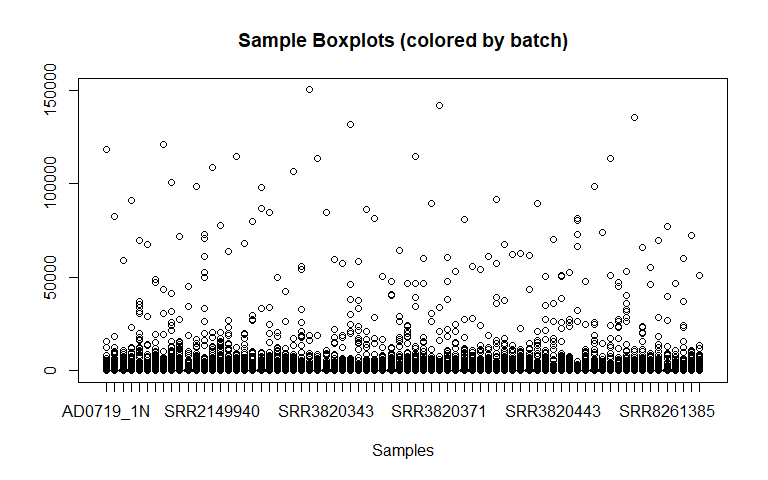 Sample Boxplots (colored by batch)
150000
100000
50000
0
AD0719_1N SRR2149940 SRR3820343 SRR3820371 SRR3820443 SRR8261385
Samples